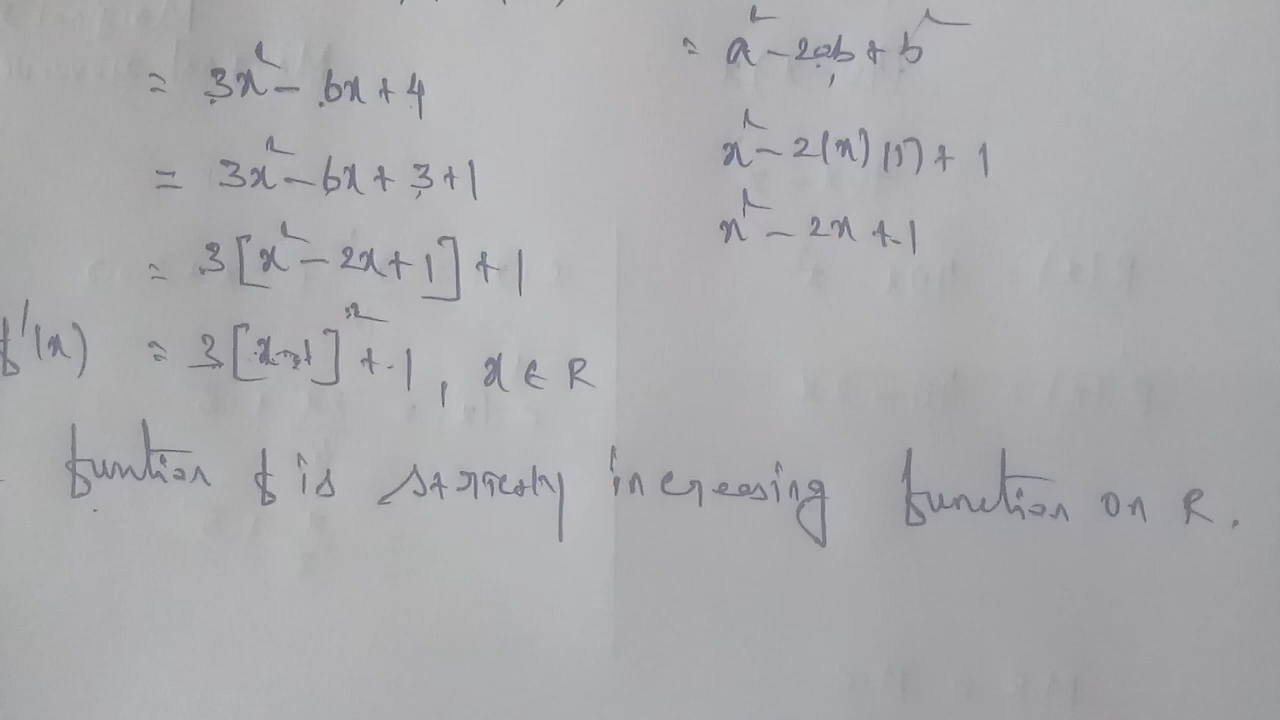 = 3x² - 6x + 4
= 3x² - 6x + 3 + 1
= 3[x² - 2x + 1] + 1
f'(x) = 3[x-1]² + 1, x ∈ R
= a² - 2ab + b²
x² - 2(x)(1) + 1
x² - 2x + 1
funtion f is strictly increasing function on R.